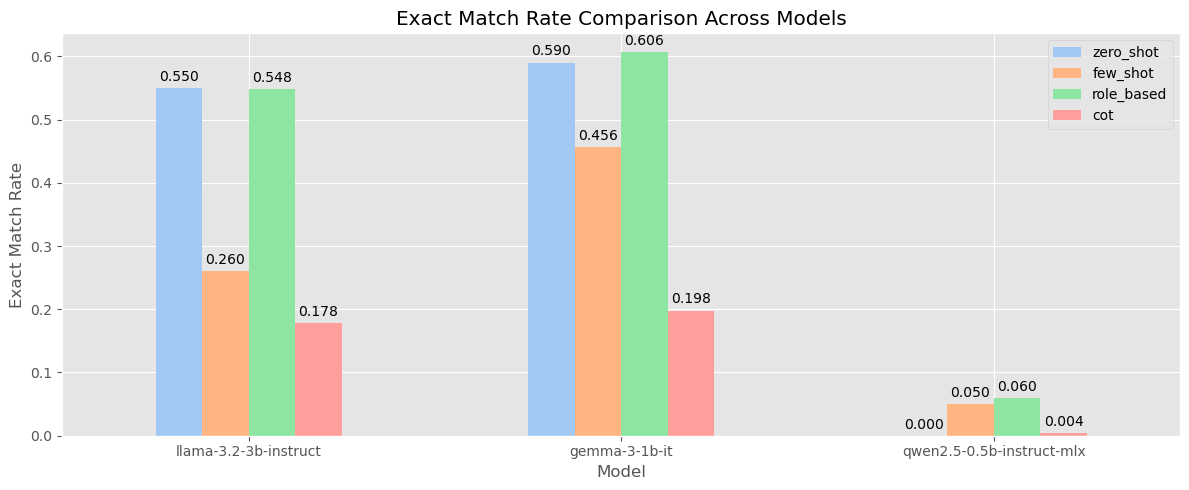 Exact Match Rate Comparison Across Models
Exact Match Rate
0.6
0.5
0.4
0.3
0.2
0.1
0.0
0.550
0.260
0.548
0.178
0.590
0.456
0.606
0.198
0.000
0.050
0.060
0.004
zero_shot
few_shot
role_based
cot
llama-3.2-3b-instruct
gemma-3-1b-it
qwen2.5-0.5b-instruct-mlx
Model